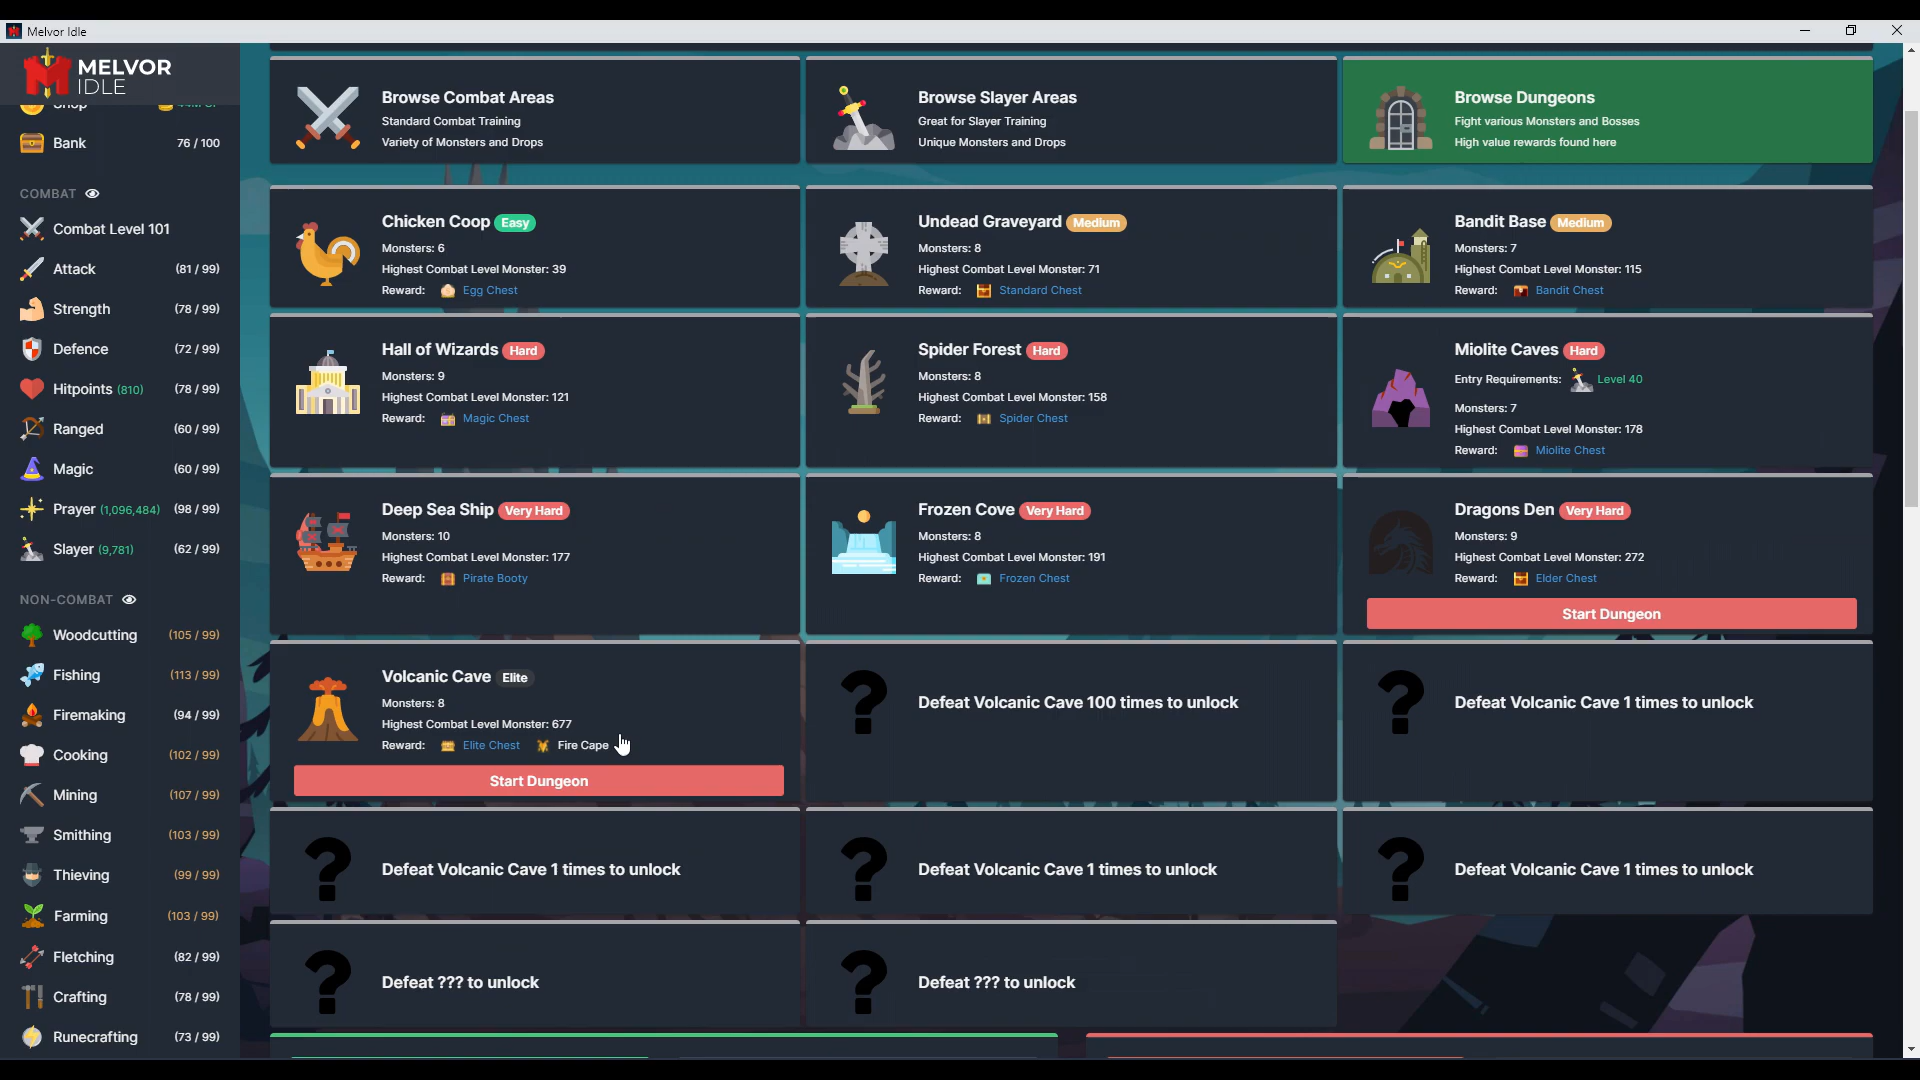 Melvor Idle
MELVOR
IDLE
Shop
Bank 76 / 100
COMBAT
Combat Level 101
Attack (81 / 99)
Strength (78 / 99)
Defence (72 / 99)
Hitpoints (810) (78 / 99)
Ranged (60 / 99)
Magic (60 / 99)
Prayer (1,096,484) (98 / 99)
Slayer (9,781) (62 / 99)
NON-COMBAT
Woodcutting (105 / 99)
Fishing (113 / 99)
Firemaking (94 / 99)
Cooking (102 / 99)
Mining (107 / 99)
Smithing (103 / 99)
Thieving (99 / 99)
Farming (103 / 99)
Fletching (82 / 99)
Crafting (78 / 99)
Runecrafting (73 / 99)
Browse Combat Areas
Standard Combat Training
Variety of Monsters and Drops
Browse Slayer Areas
Great for Slayer Training
Unique Monsters and Drops
Browse Dungeons
Fight various Monsters and Bosses
High value rewards found here
Chicken Coop Easy
Monsters: 6
Highest Combat Level Monster: 39
Reward: Egg Chest
Undead Graveyard Medium
Monsters: 8
Highest Combat Level Monster: 71
Reward: Standard Chest
Bandit Base Medium
Monsters: 7
Highest Combat Level Monster: 115
Reward: Bandit Chest
Hall of Wizards Hard
Monsters: 9
Highest Combat Level Monster: 121
Reward: Magic Chest
Spider Forest Hard
Monsters: 8
Highest Combat Level Monster: 158
Reward: Spider Chest
Miolite Caves Hard
Entry Requirements: Level 40
Monsters: 7
Highest Combat Level Monster: 178
Reward: Miolite Chest
Deep Sea Ship Very Hard
Monsters: 10
Highest Combat Level Monster: 177
Reward: Pirate Booty
Frozen Cove Very Hard
Monsters: 8
Highest Combat Level Monster: 191
Reward: Frozen Chest
Dragons Den Very Hard
Monsters: 9
Highest Combat Level Monster: 272
Reward: Elder Chest
Start Dungeon
Volcanic Cave Elite
Monsters: 8
Highest Combat Level Monster: 677
Reward: Elite Chest Fire Cape
Start Dungeon
Defeat Volcanic Cave 100 times to unlock
Defeat Volcanic Cave 1 times to unlock
Defeat Volcanic Cave 1 times to unlock
Defeat Volcanic Cave 1 times to unlock
Defeat Volcanic Cave 1 times to unlock
Defeat ??? to unlock
Defeat ??? to unlock